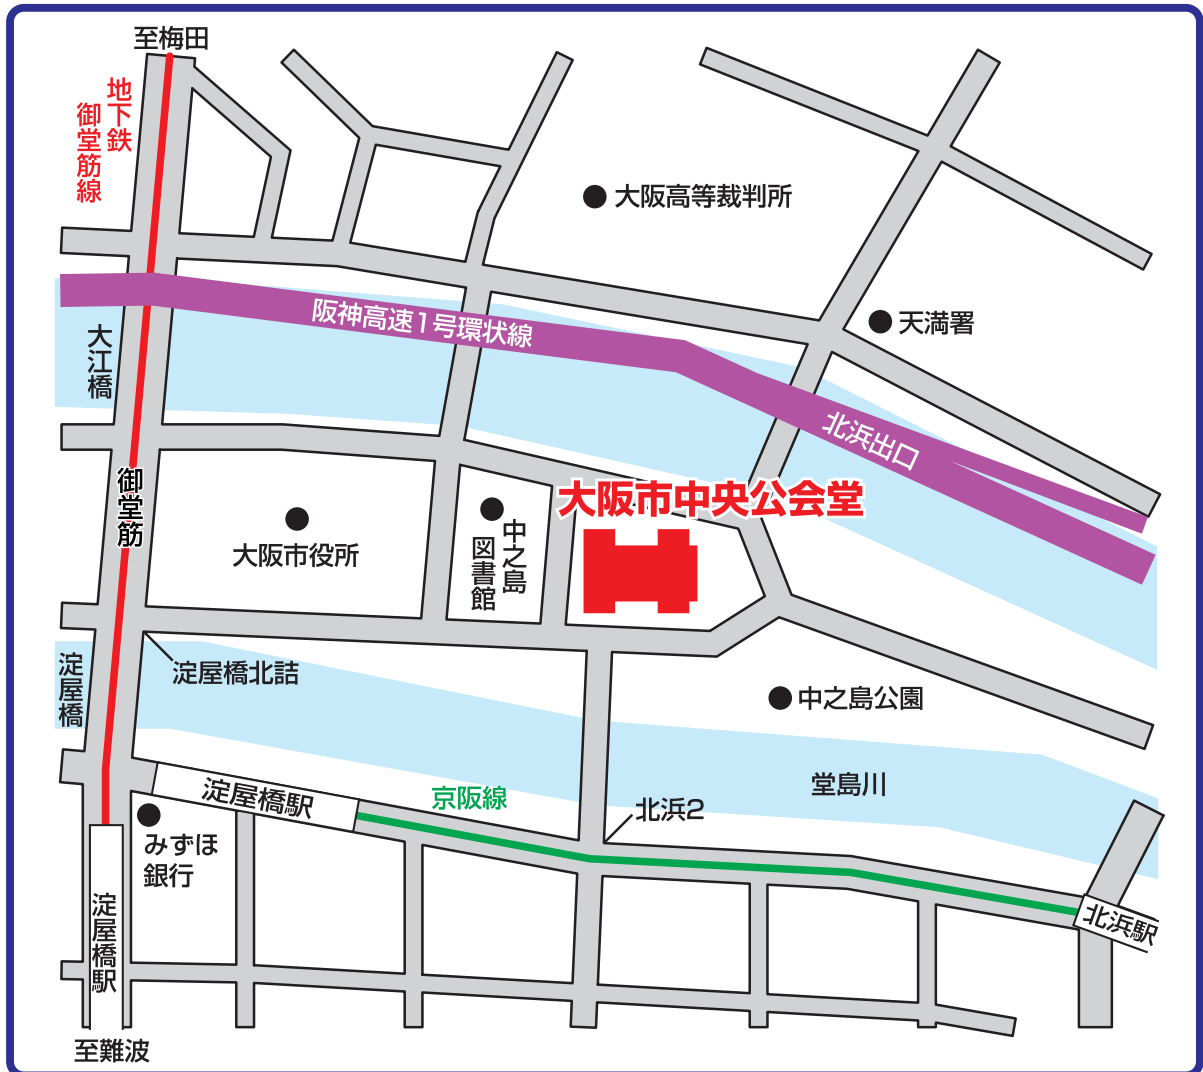 至梅田
地下鉄
御堂筋線
大阪高等裁判所
天満署
阪神高速1号環状線
大江橋
北浜出口
御堂筋
大阪市中央公会堂
大阪市役所
中之島
図書館
淀屋橋
淀屋橋北詰
中之島公園
堂島川
淀屋橋駅
京阪線
北浜2
みずほ
銀行
淀屋橋駅
北浜駅
至難波